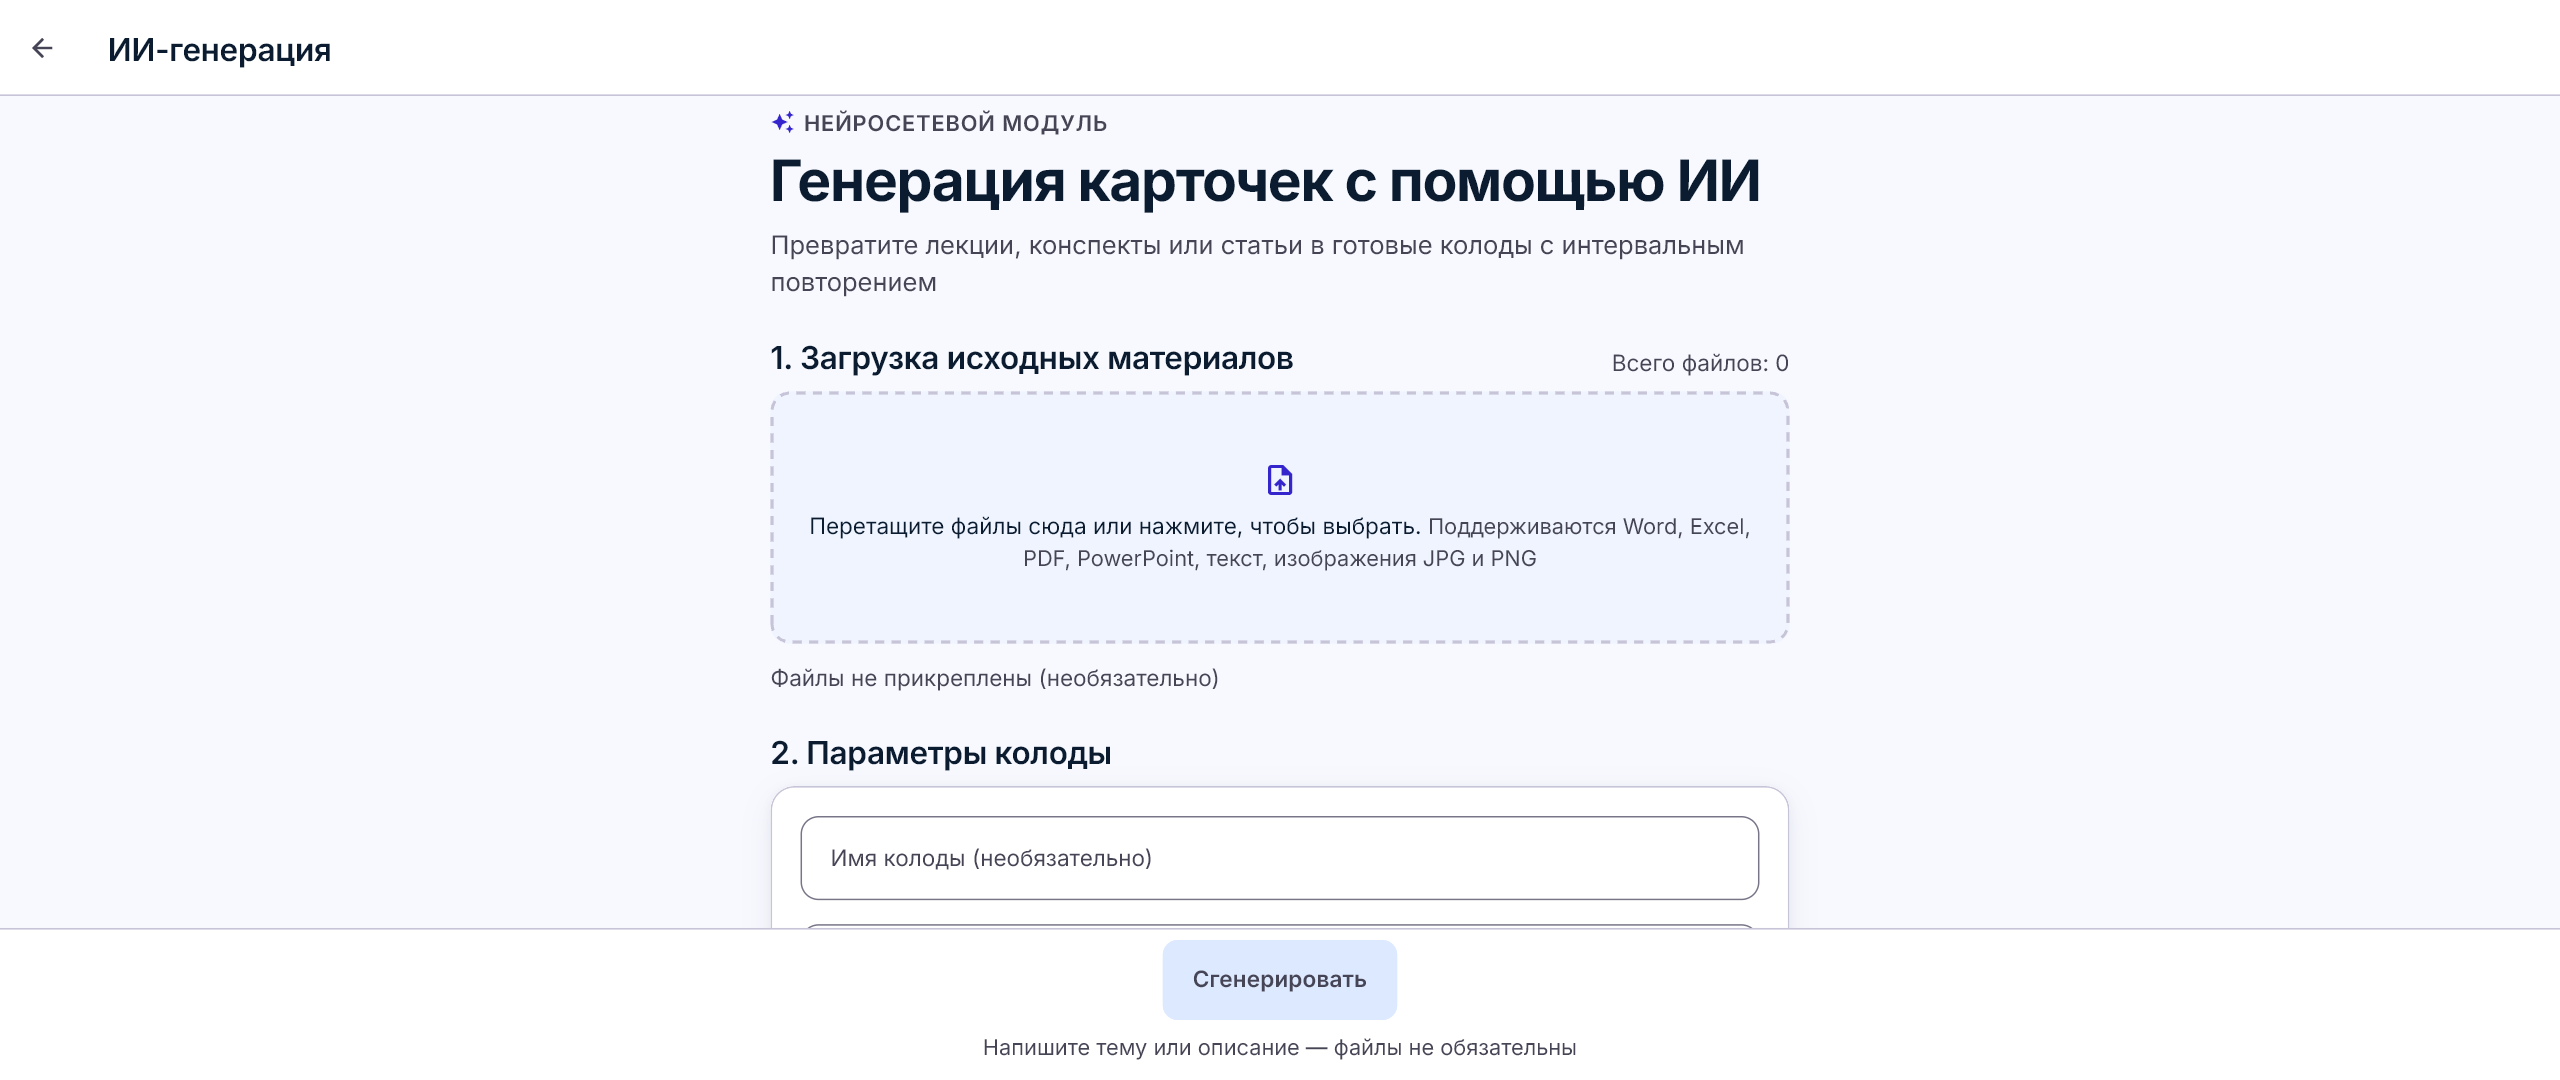 ИИ-генерация
НЕЙРОСЕТЕВОЙ МОДУЛЬ
Генерация карточек с помощью ИИ
Превратите лекции, конспекты или статьи в готовые колоды с интервальным
повторением
1. Загрузка исходных материалов
Всего файлов: 0
Перетащите файлы сюда или нажмите, чтобы выбрать. Поддерживаются Word, Excel,
PDF, PowerPoint, текст, изображения JPG и PNG
Файлы не прикреплены (необязательно)
2. Параметры колоды
Имя колоды (необязательно)
Сгенерировать
Напишите тему или описание — файлы не обязательны